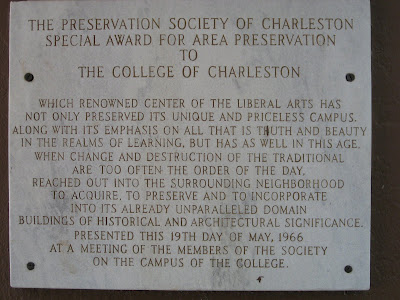 THE PRESERVATION SOCIETY OF CHARLESTON
SPECIAL AWARD FOR AREA PRESERVATION
TO
THE COLLEGE OF CHARLESTON
WHICH RENOWNED CENTER OF THE LIBERAL ARTS HAS
NOT ONLY PRESERVED ITS UNIQUE AND PRICELESS CAMPUS.
ALONG WITH ITS EMPHASIS ON ALL THAT IS TRUTH AND BEAUTY
IN THE REALMS OF LEARNING, BUT HAS AS WELL IN THIS AGE.
WHEN CHANGE AND DESTRUCTION OF THE TRADITIONAL
ARE TOO OFTEN THE ORDER OF THE DAY,
REACHED OUT INTO THE SURROUNDING NEIGHBORHOOD
TO ACQUIRE, TO PRESERVE AND TO INCORPORATE
INTO ITS ALREADY UNPARALLELED DOMAIN
BUILDINGS OF HISTORICAL AND ARCHITECTURAL SIGNIFICANCE.
PRESENTED THIS 19TH DAY OF MAY, 1966
AT A MEETING OF THE MEMBERS OF THE SOCIETY
ON THE CAMPUS OF THE COLLEGE.